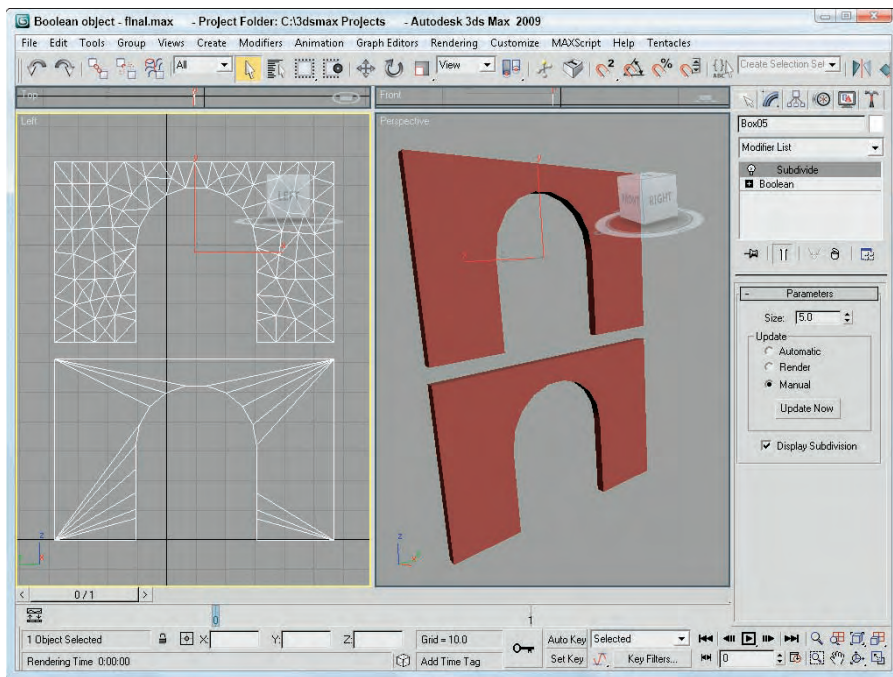 Boolean object - final.max - Project Folder: C:\3dsmax Projects - Autodesk 3ds Max 2009
File Edit Tools Group Views Create Modifiers Animation Graph Editors Rendering Customize MAXScript Help Tentacles
All View Create Selection Set
Top Front
Left Perspective
LEFT
FRONT RIGHT
Box05
Modifier List
Subdivide
Boolean
Parameters
Size: 5.0
Update
Automatic
Render
Manual
Update Now
Display Subdivision
z
y
z
0 / 1
0 1
1 Object Selected X: Y: Z: Grid = 10.0 Auto Key Selected
Rendering Time 0:00:00 Add Time Tag Set Key Key Filters... 0